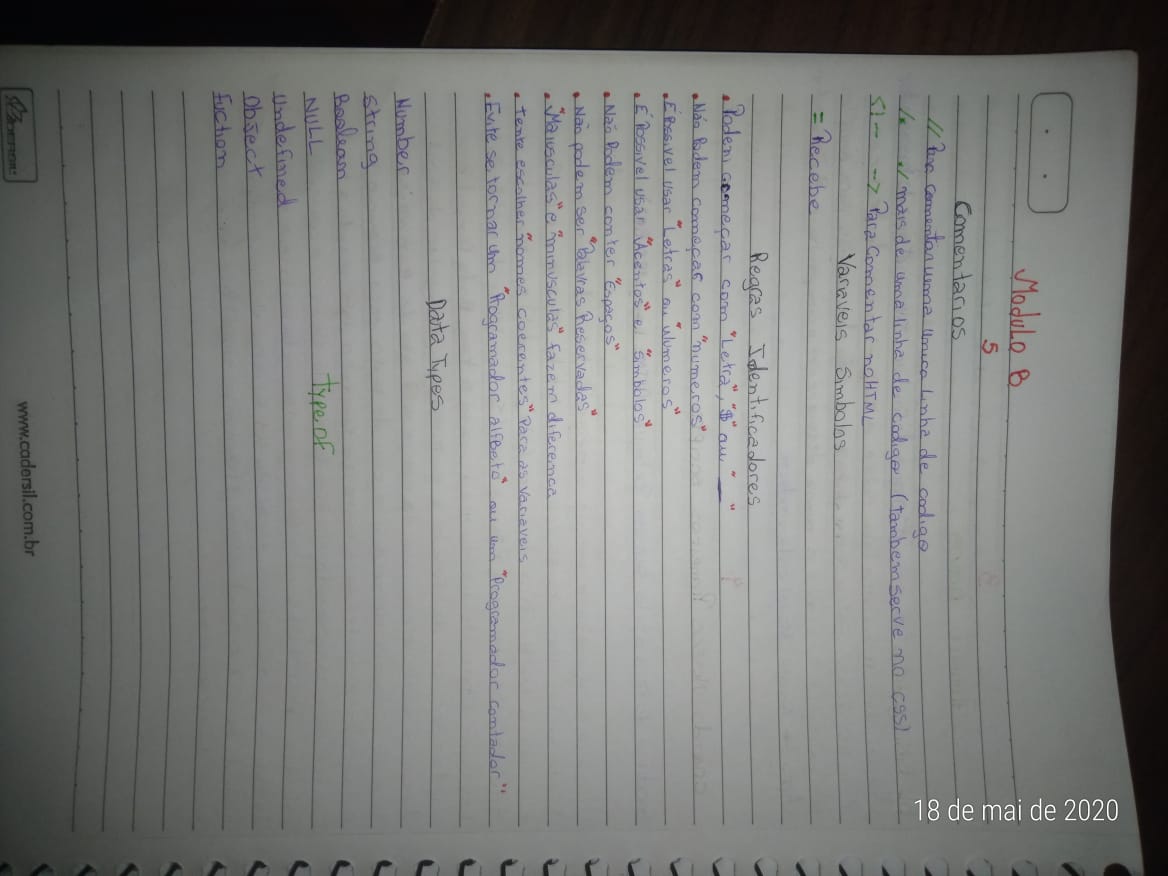 Modulo B
5
Comentarios
// Para comentar uma unica linha de codigo
/* // mais de uma linha de codigo (tambem serve no css)
<!-- --> Para comentar no HTML
Variaveis Simbolos
= Recebe
Regras Identificadores
• Podem começar com "Letra", "$" ou "_"
• Não Podem começar com "numeros"
• É Possivel usar "Letras" ou "Numeros"
• É Possivel usar "Acentos" e "simbolos"
• Não Podem conter "Espaços"
• Não podem ser "Palavras Reservadas"
• "Maiusculas" e "minusculas" fazem diferença
• tente escolher "nomes coerentes" Para as Variaveis
• Evite se tornar um "Programador alfbeto" ou um "Programador contador"
Data Types
Number
String
Boolean
NULL type of
Undefined
Object
Fuction
CADERSIL
www.cadersil.com.br
18 de mai de 2020